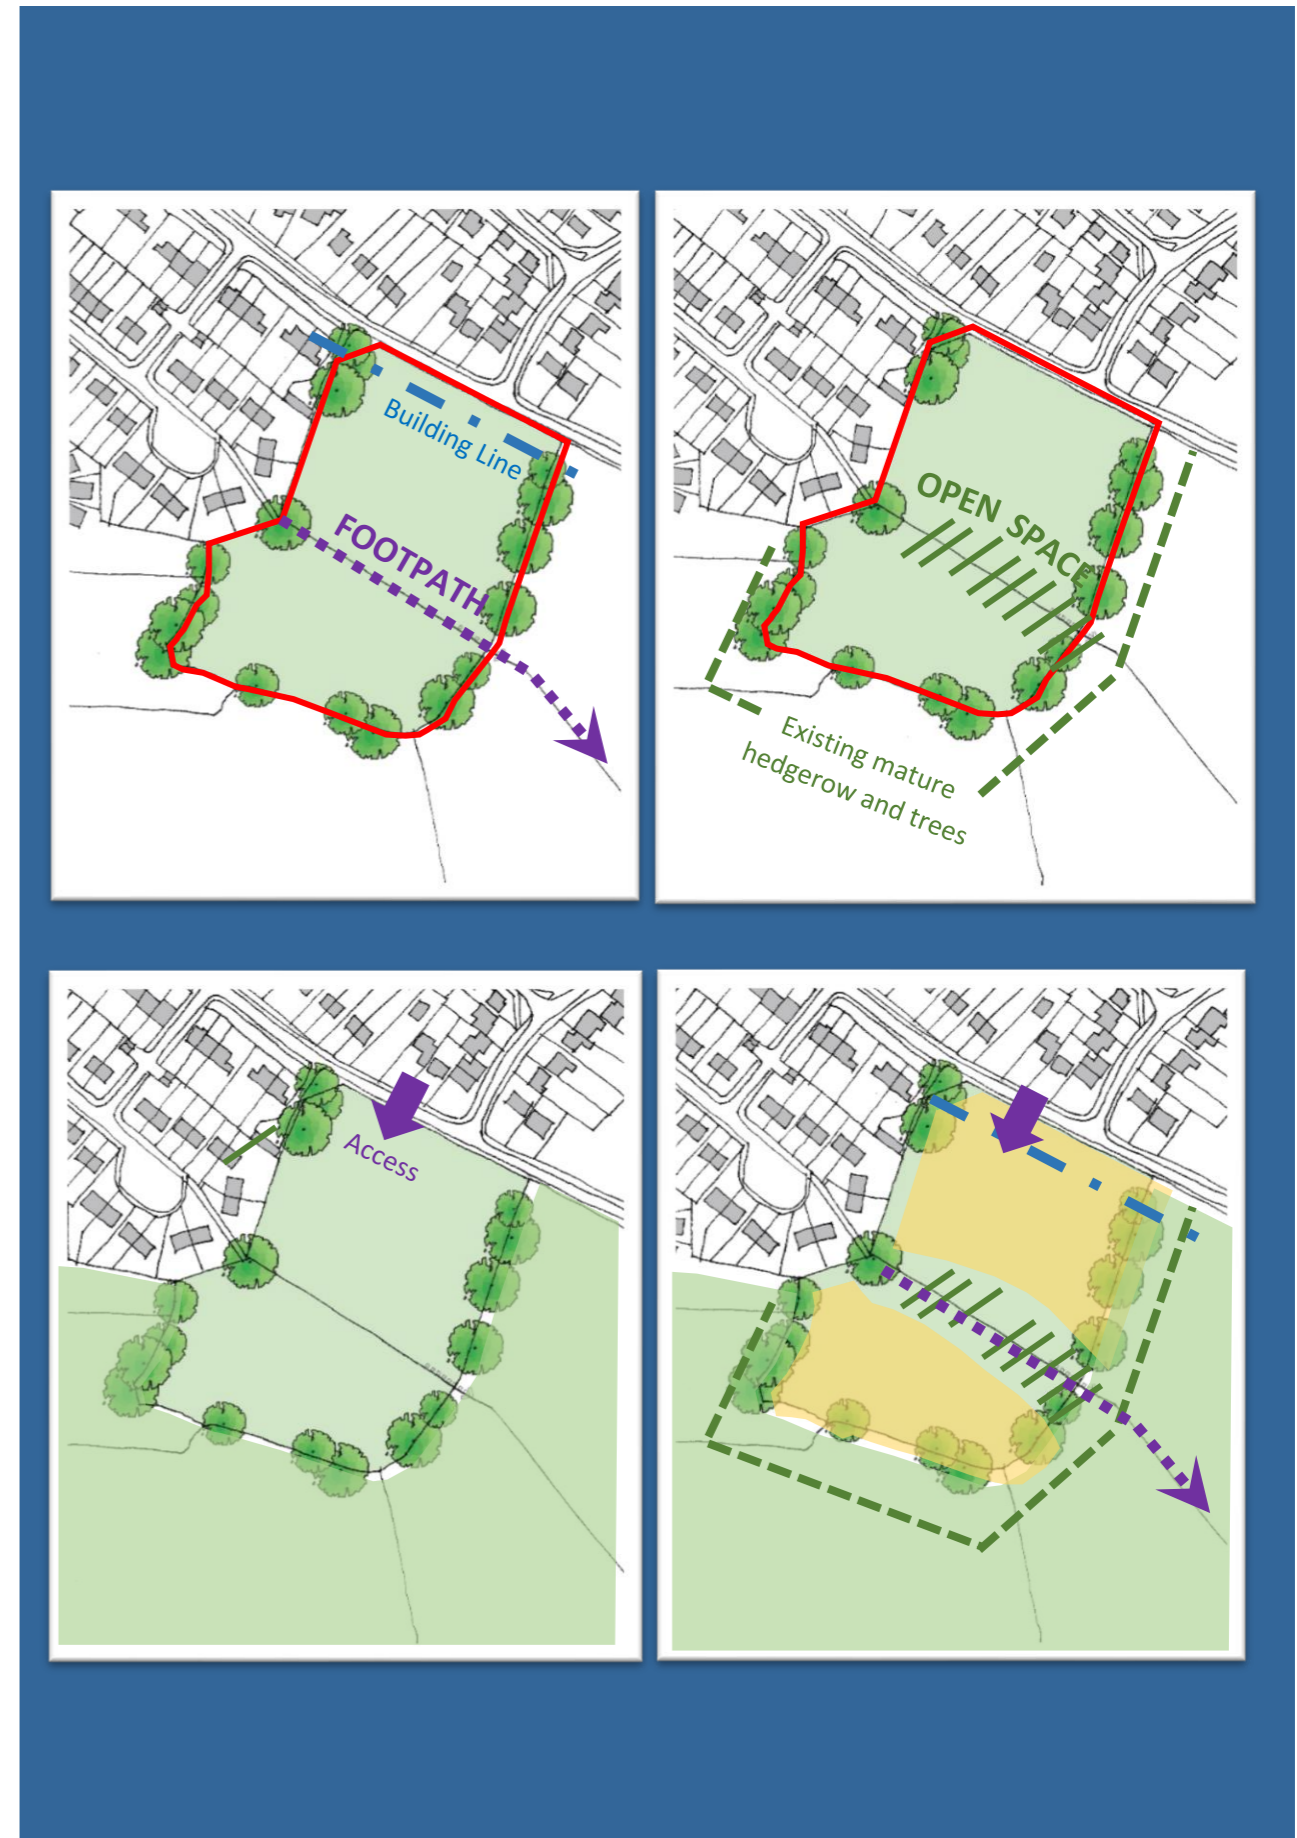 Building Line
FOOTPATH
OPEN SPACE
Existing mature
hedgerow and trees
Access